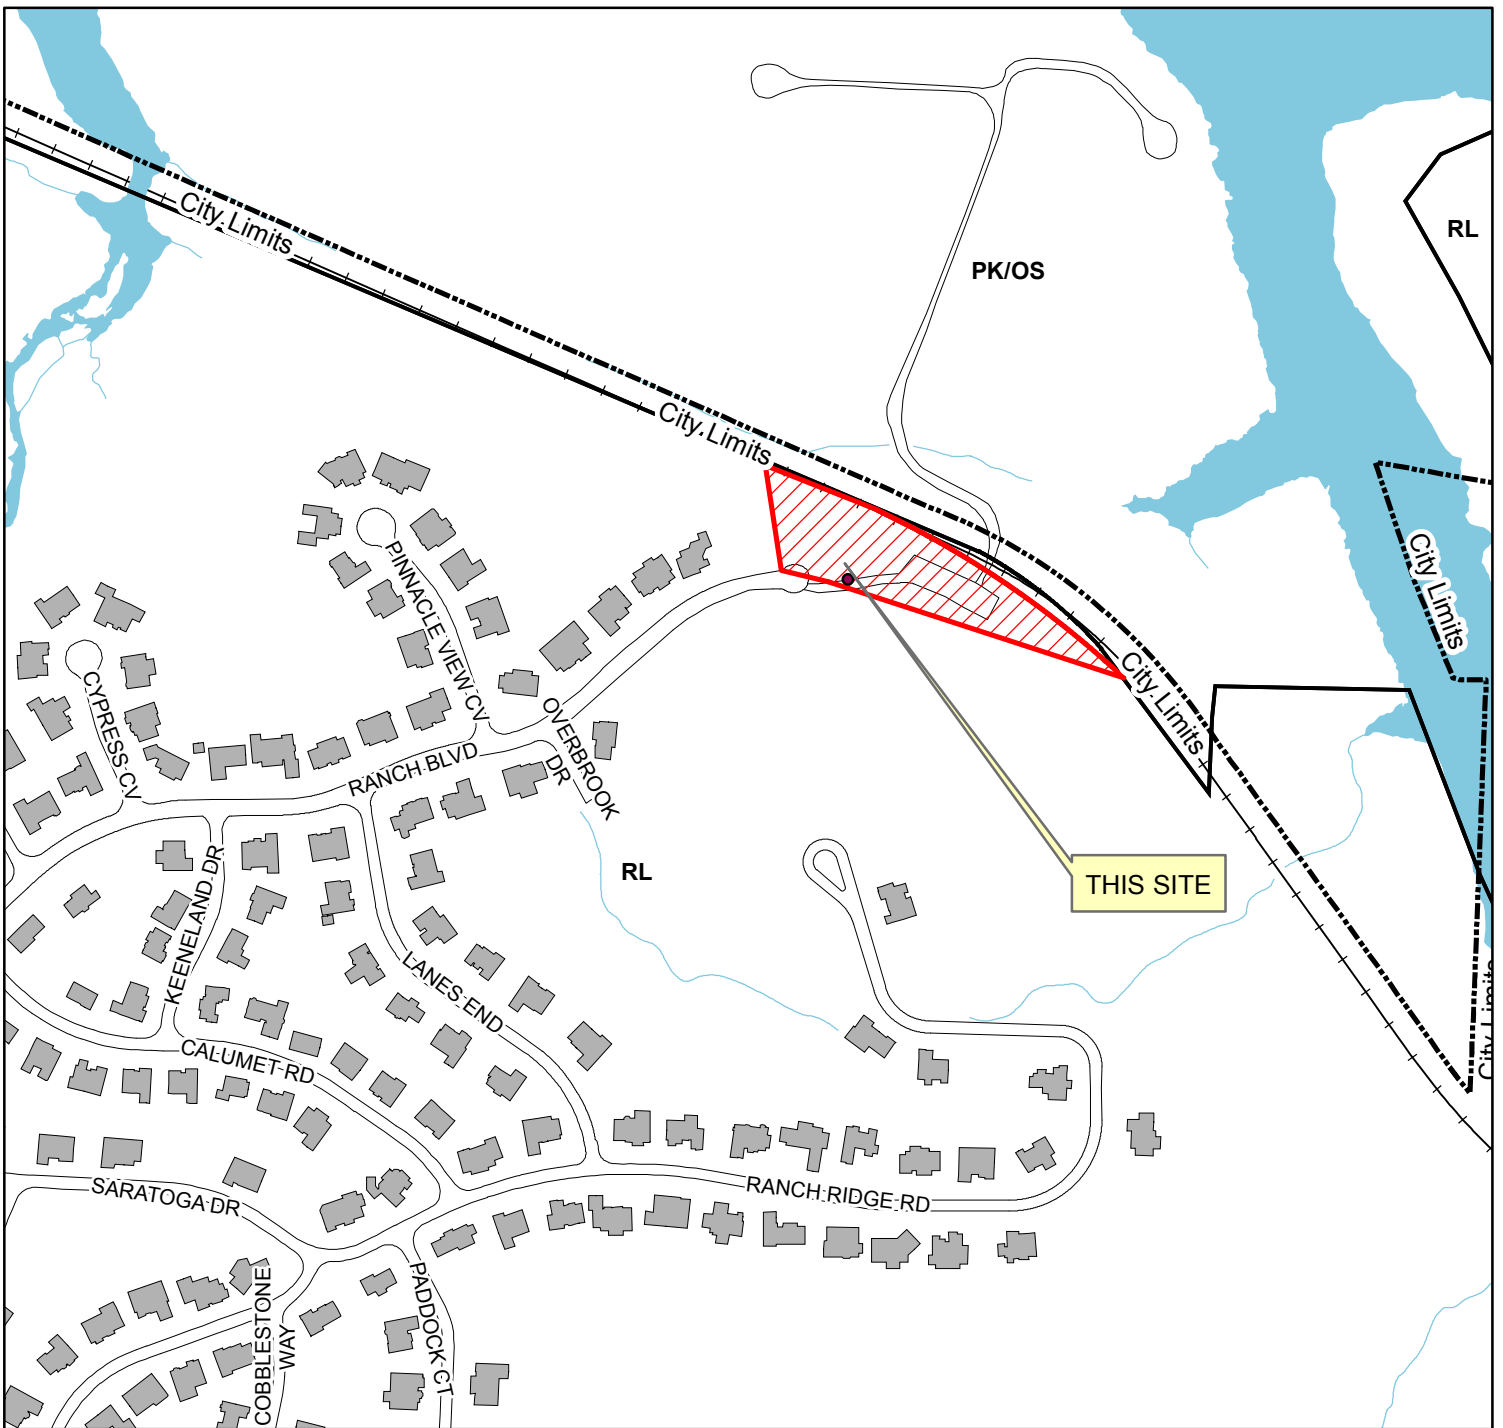 City Limits
RL
PK/OS
City Limits
City Limits
PINNACLE VIEW CV
CYPRESS CV
City Limits
OVERBROOK
DR
RANCH BLVD
KEENELAND DR
RL
THIS SITE
LANES END
City Limits
CALUMET RD
SARATOGA DR
RANCH RIDGE RD
PADDOCK CT
COBBLESTONE
WAY